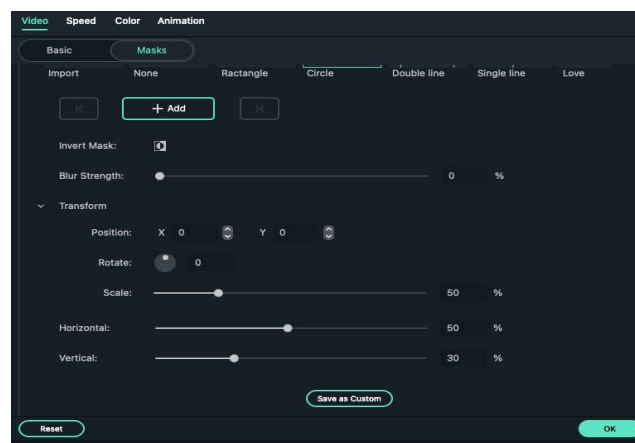 Video Speed Color Animation
Basic Masks
Import None Ractangle Circle Double line Single line Love
+ Add
Invert Mask:
Blur Strength: 0 %
Transform
Position: X 0 Y 0
Rotate: 0
Scale: 50 %
Horizontal: 50 %
Vertical: 30 %
Save as Custom
Reset OK